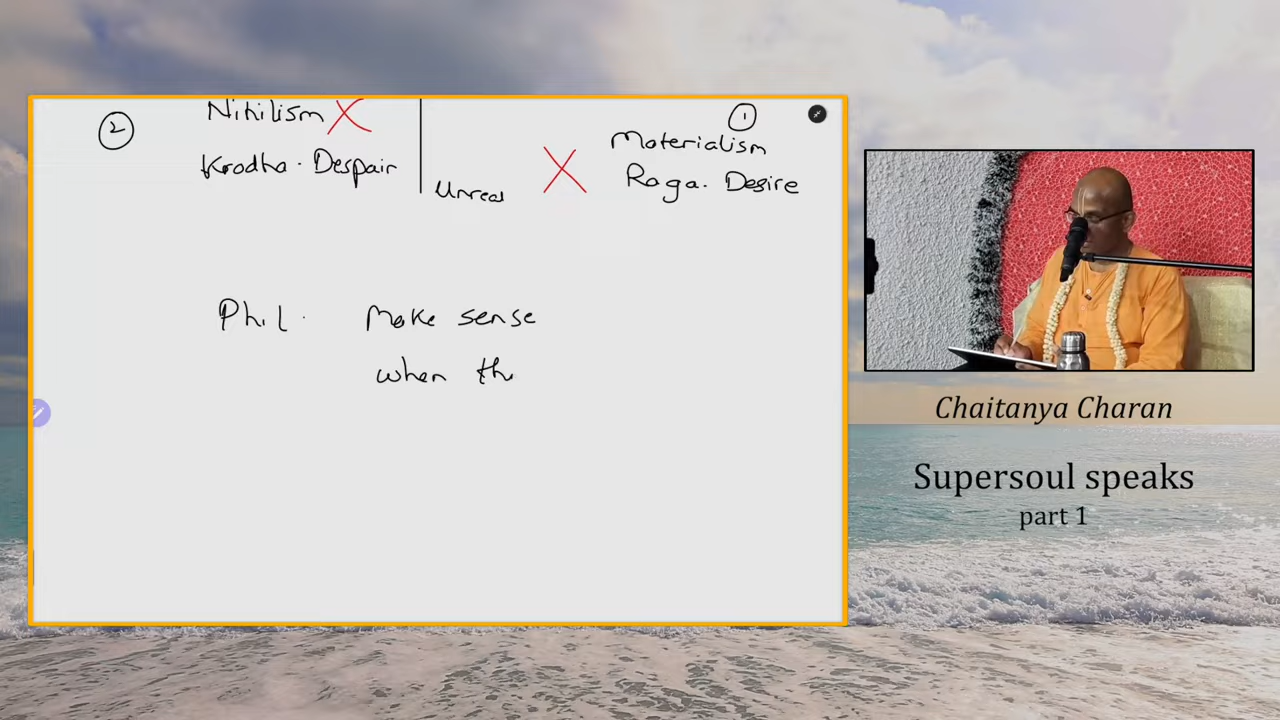 ②
Nihilism X
Krodha. Despair
Unreal
X
①
Materialism
Raga. Desire
Phil. Make sense
when th
Chaitanya Charan
Supersoul speaks
part 1